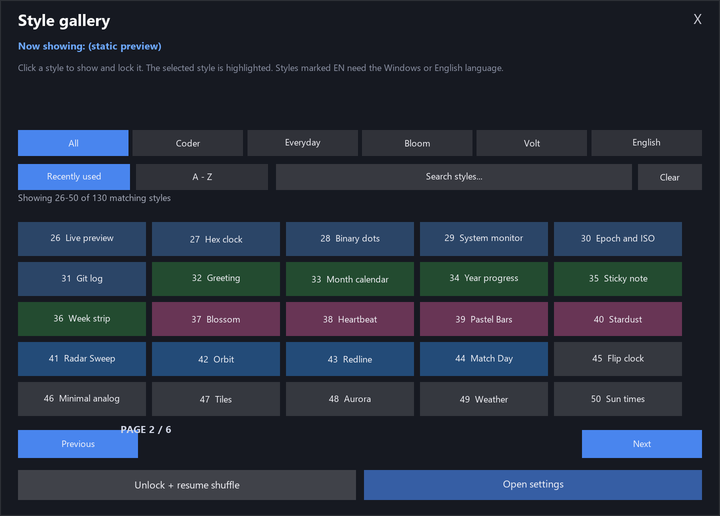 Style gallery
X
Now showing: (static preview)
Click a style to show and lock it. The selected style is highlighted. Styles marked EN need the Windows or English language.
All Coder Everyday Bloom Volt English
Recently used A - Z Search styles... Clear
Showing 26-50 of 130 matching styles
26 Live preview 27 Hex clock 28 Binary dots 29 System monitor 30 Epoch and ISO
31 Git log 32 Greeting 33 Month calendar 34 Year progress 35 Sticky note
36 Week strip 37 Blossom 38 Heartbeat 39 Pastel Bars 40 Stardust
41 Radar Sweep 42 Orbit 43 Redline 44 Match Day 45 Flip clock
46 Minimal analog 47 Tiles 48 Aurora 49 Weather 50 Sun times
PAGE 2 / 6
Previous Next
Unlock + resume shuffle Open settings